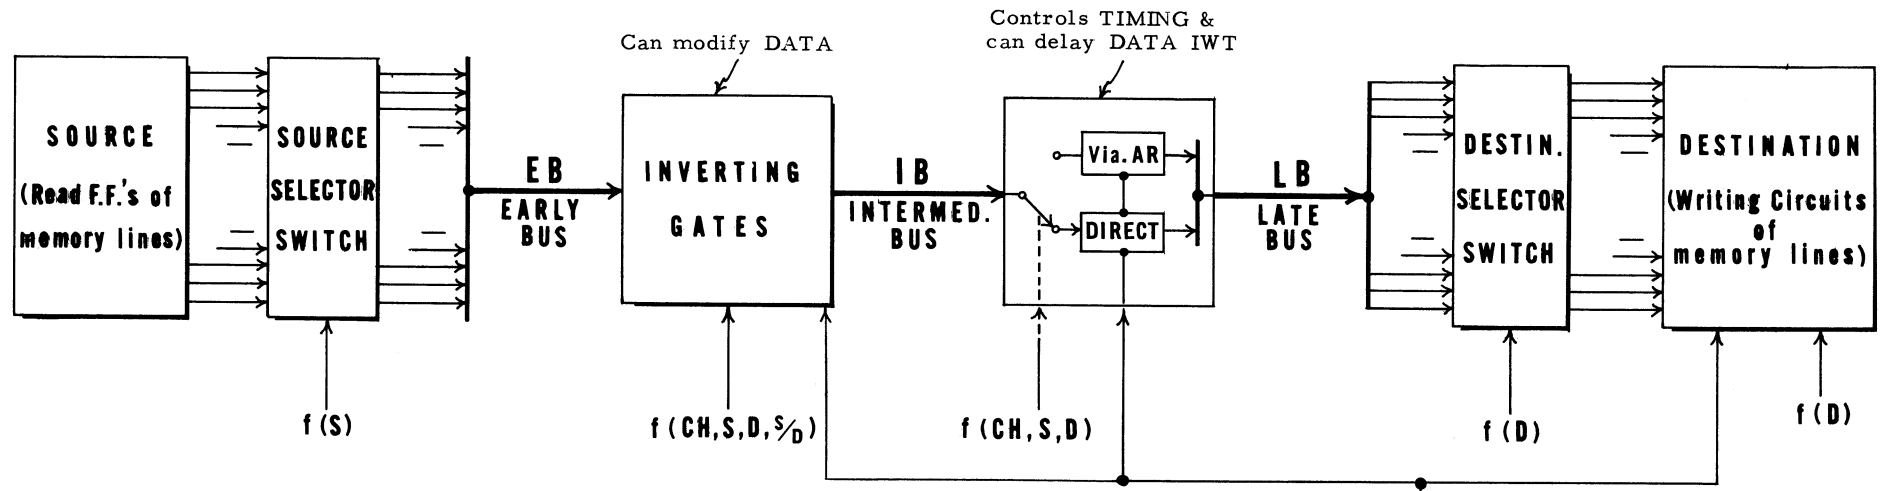 Controls TIMING &
can delay DATA IWT
Can modify DATA
SOURCE
(Read F.F.'s of
memory lines)
SOURCE
SELECTOR
SWITCH
EB
EARLY
BUS
INVERTING
GATES
IB
INTERMED.
BUS
Via.AR
DIRECT
LB
LATE
BUS
DESTIN.
SELECTOR
SWITCH
DESTINATION
(Writing Circuits
of
memory lines)
f (S)
f (CH, S, D, S/D)
f (CH, S, D)
f (D)
f (D)